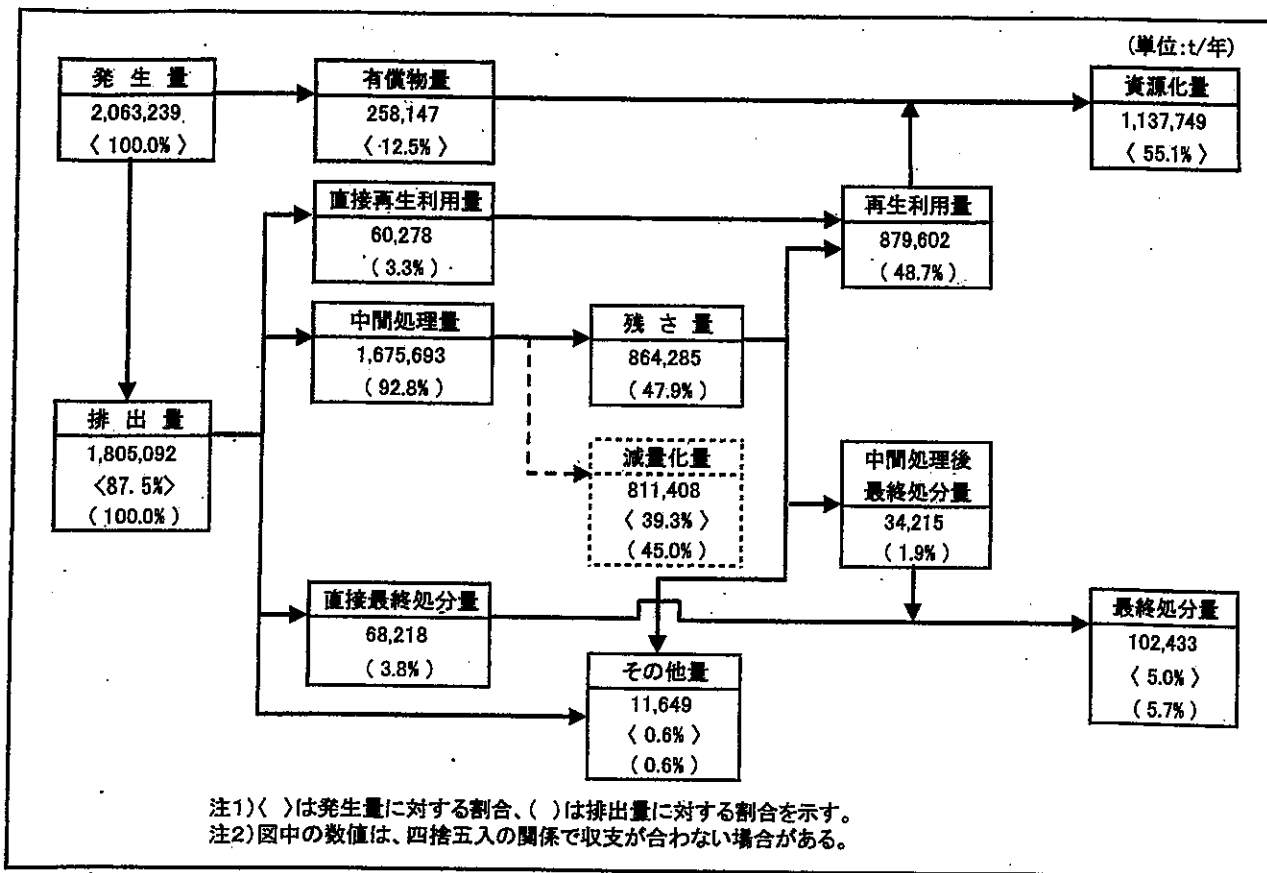 (単位:t/年)
発生量
2,063,239
〈 100.0% 〉
有償物量
258,147
〈 12.5% 〉
資源化量
1,137,749
〈 55.1% 〉
直接再生利用量
60,278
( 3.3% )
再生利用量
879,602
( 48.7% )
中間処理量
1,675,693
( 92.8% )
残さ量
864,285
( 47.9% )
排出量
1,805,092
〈87.5%〉
( 100.0% )
減量化量
811,408
〈 39.3% 〉
( 45.0% )
中間処理後
最終処分量
34,215
( 1.9% )
直接最終処分量
68,218
( 3.8% )
その他量
11,649
〈 0.6% 〉
( 0.6% )
最終処分量
102,433
〈 5.0% 〉
( 5.7% )
注1)〈 〉は発生量に対する割合、( )は排出量に対する割合を示す。
注2)図中の数値は、四捨五入の関係で収支が合わない場合がある。